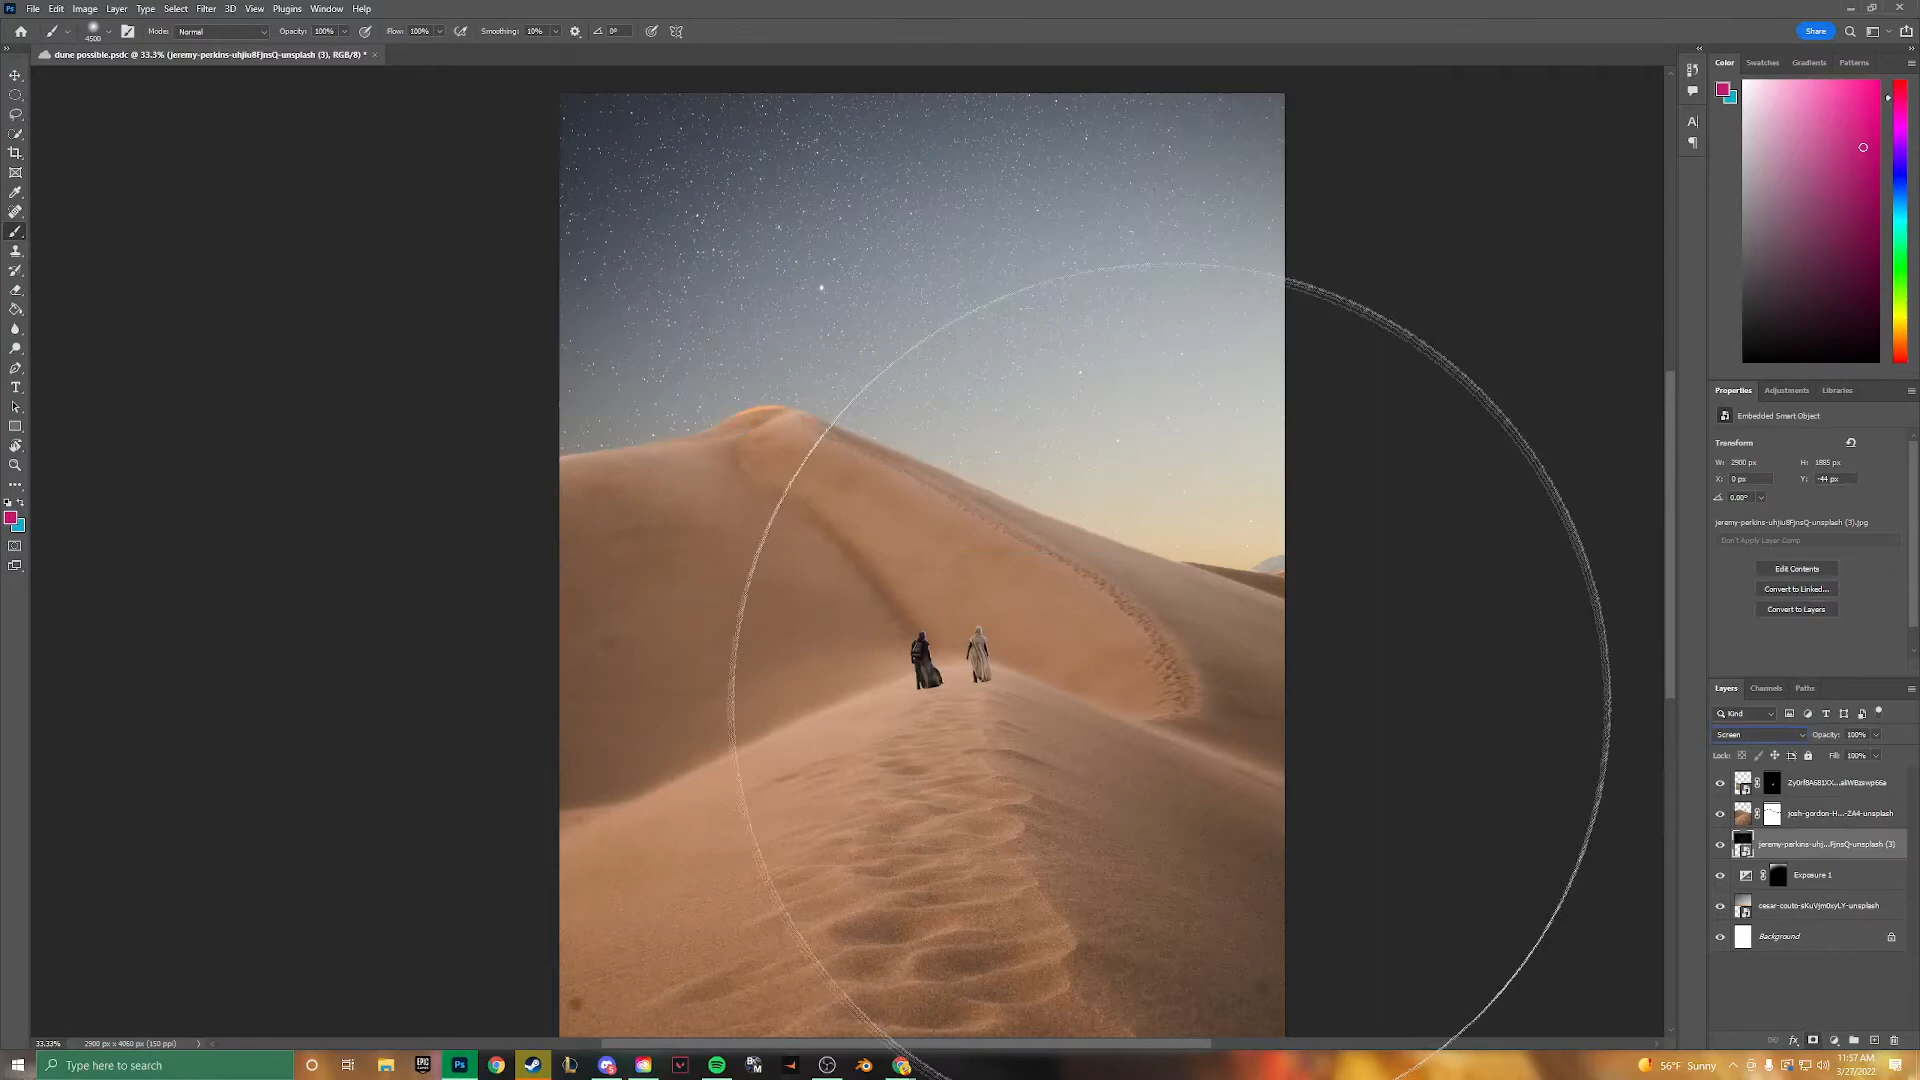 File Edit Image Layer Type Select Filter 3D View Plugins Window Help
4500 Mode: Normal Opacity: 100% Flow: 100% Smoothing: 10% 0° Share
dune possible.psdc @ 33.3% (jeremy-perkins-uhjiu8FjnsQ-unsplash (3), RGB/8) *
Color Swatches Gradients Patterns
Properties Adjustments Libraries
Embedded Smart Object
Transform
W: 2900 px H: 1885 px
X: 0 px Y: -44 px
0.00°
jeremy-perkins-uhjiu8FjnsQ-unsplash (3).jpg
Don't Apply Layer Comp
Edit Contents
Convert to Linked...
Convert to Layers
Layers Channels Paths
Kind
Screen Opacity: 100%
Lock: Fill: 100%
josh-gordon-H...-ZA4-unsplash
jeremy-perkins-uhj...FjnsQ-unsplash (3)
Exposure 1
cesar-couto-sKuVjm0xyLY-unsplash
Background
33.33% 2900 px x 4060 px (150 ppi)
Type here to search
56°F Sunny
11:57 AM
3/27/2022